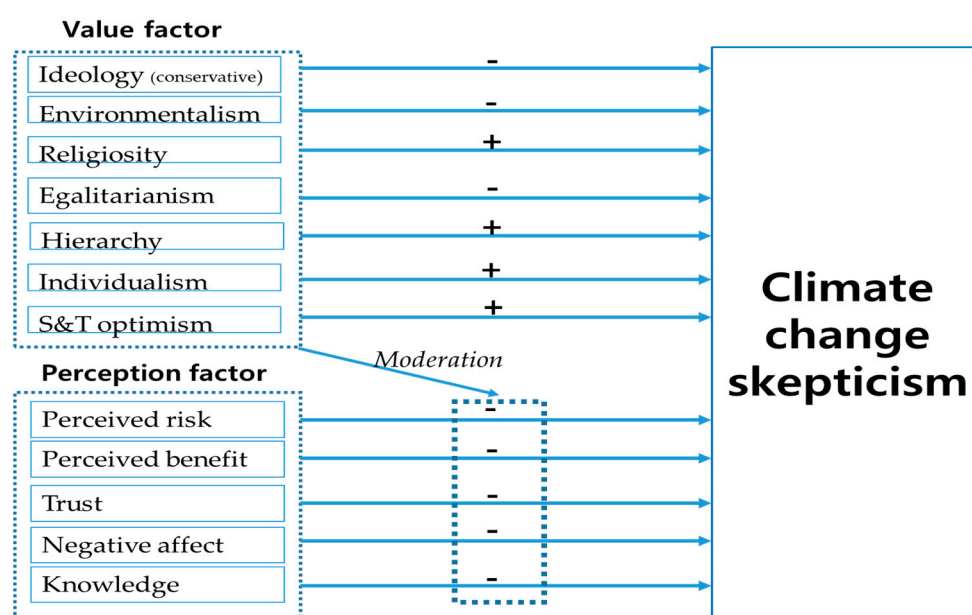 Value factor
Ideology (conservative)
-
Environmentalism
-
Religiosity
+
Egalitarianism
-
Hierarchy
+
Individualism
+
S&T optimism
+
Moderation
Perception factor
Perceived risk
-
Perceived benefit
-
Trust
-
Negative affect
-
Knowledge
-
Climate
change
skepticism